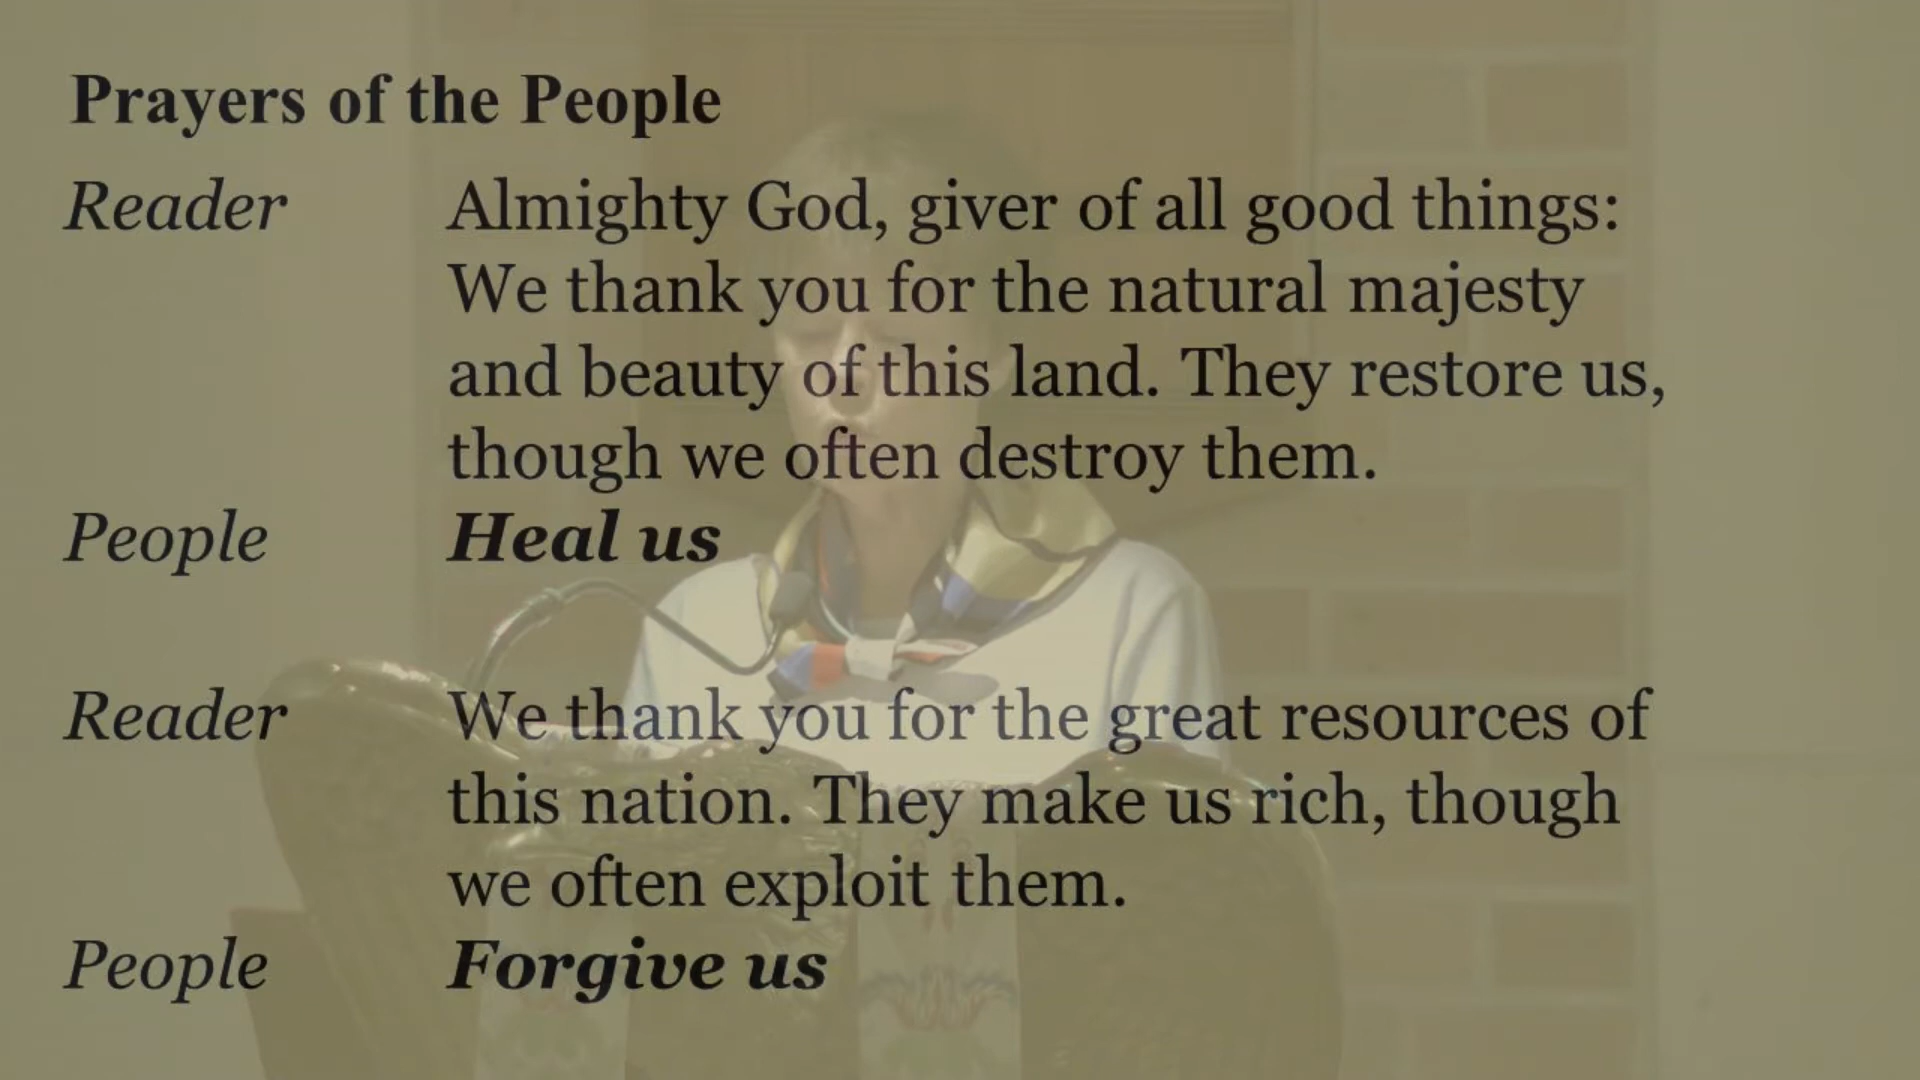 Prayers of the People
Reader Almighty God, giver of all good things:
We thank you for the natural majesty
and beauty of this land. They restore us,
though we often destroy them.
People Heal us
Reader We thank you for the great resources of
this nation. They make us rich, though
we often exploit them.
People Forgive us